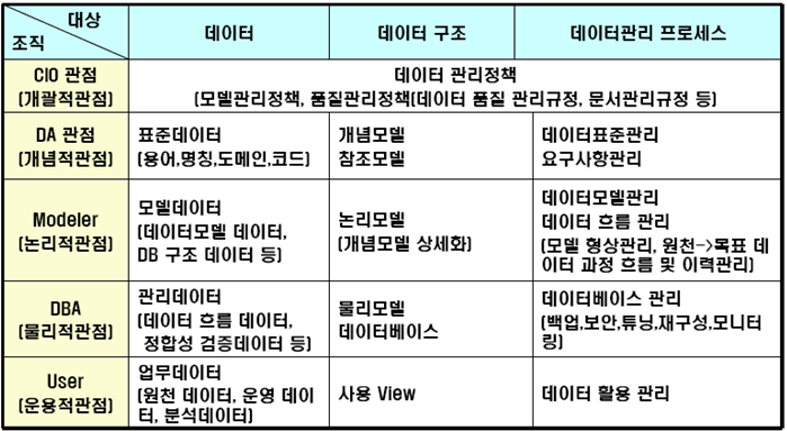 대상
조직
데이터
데이터 구조
데이터관리 프로세스
CIO 관점
(개괄적관점)
데이터 관리정책
(모델관리정책, 품질관리정책(데이터 품질 관리규정, 문서관리규정 등)
DA 관점
(개념적관점)
표준데이터
(용어,명칭,도메인,코드)
개념모델
참조모델
데이터표준관리
요구사항관리
Modeler
(논리적관점)
모델데이터
(데이터모델 데이터,
DB 구조 데이터 등)
논리모델
(개념모델 상세화)
데이터모델관리
데이터 흐름 관리
(모델 형상관리, 원천->목표 데
이터 과정 흐름 및 이력관리)
DBA
(물리적관점)
관리데이터
(데이터 흐름 데이터,
정합성 검증데이터 등)
물리모델
데이터베이스
데이터베이스 관리
(백업,보안,튜닝,재구성,모니터
링)
User
(운용적관점)
업무데이터
(원천 데이터, 운영 데이
터, 분석데이터)
사용 View
데이터 활용 관리